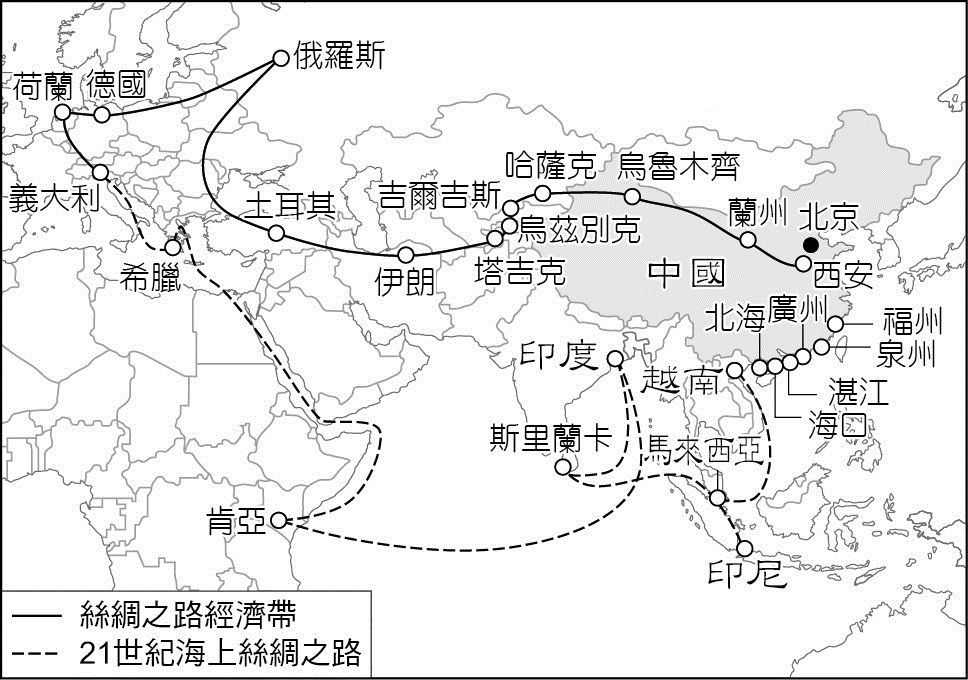 俄羅斯
荷蘭
德國
義大利
希臘
土耳其
伊朗
吉爾吉斯
哈薩克
烏魯木齊
烏茲別克
塔吉克
蘭州
北京
西安
中國
北海
廣州
福州
泉州
湛江
海口
印度
越南
斯里蘭卡
馬來西亞
肯亞
印尼
絲綢之路經濟帶
21世紀海上絲綢之路